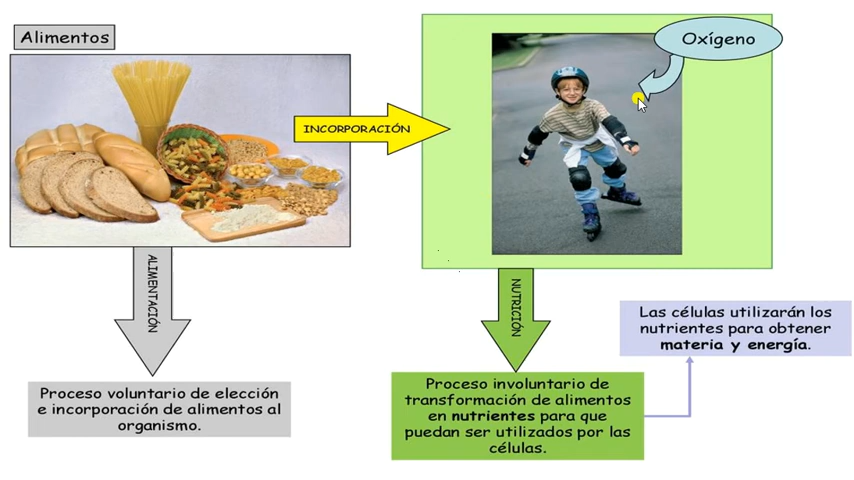 Alimentos
Oxígeno
INCORPORACIÓN
ALIMENTACIÓN
NUTRICIÓN
Las células utilizarán los
nutrientes para obtener
materia y energía.
Proceso voluntario de elección
e incorporación de alimentos al
organismo.
Proceso involuntario de
transformación de alimentos
en nutrientes para que
puedan ser utilizados por las
células.